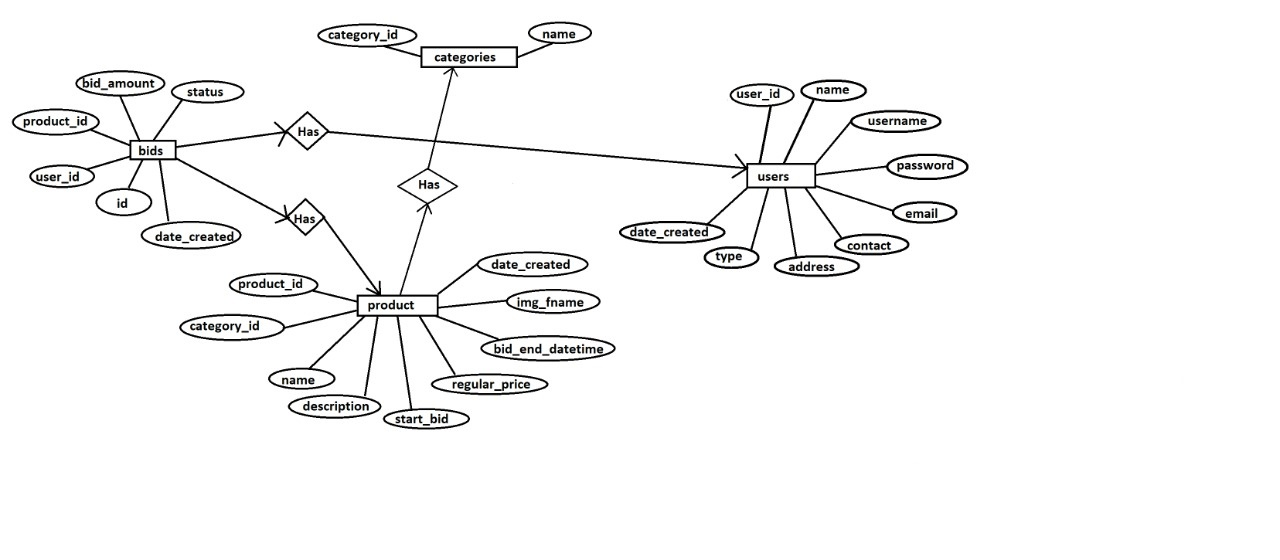 category_id
name
categories
bid_amount
status
product_id
bids
user_id
id
date_created
Has
Has
Has
user_id
name
username
password
users
email
contact
address
type
date_created
product_id
date_created
product
img_fname
category_id
bid_end_datetime
name
regular_price
description
start_bid